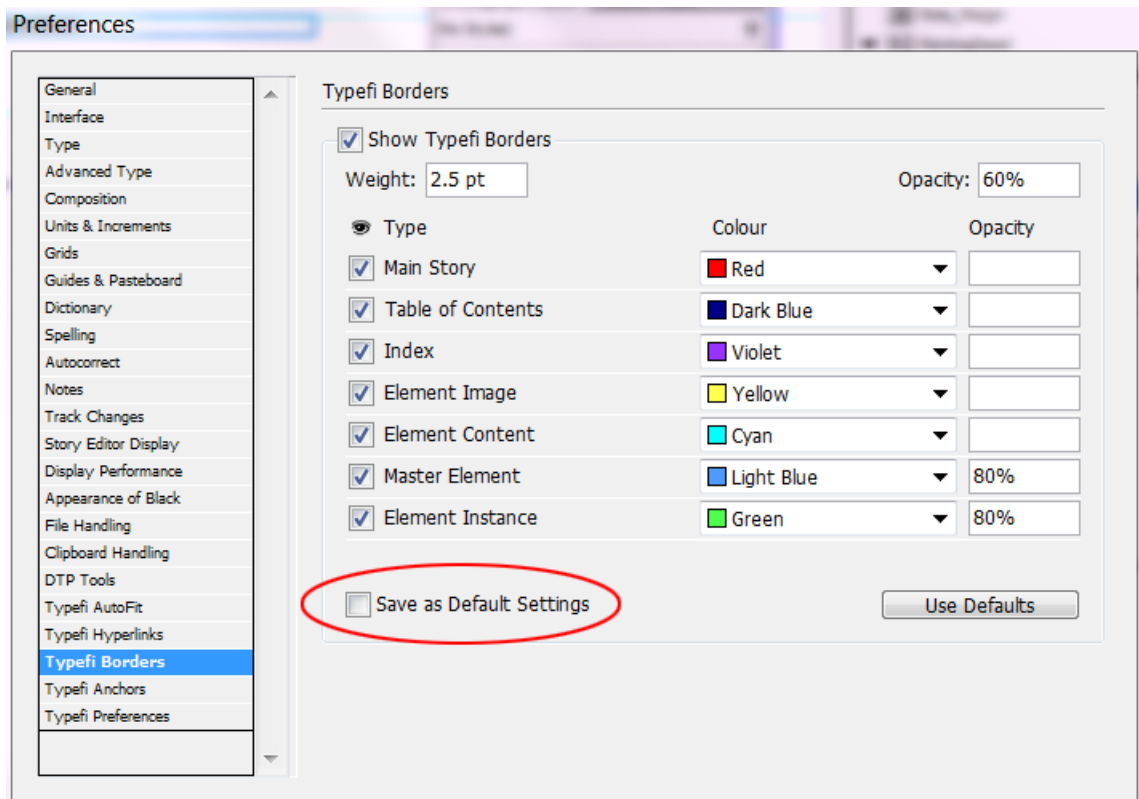 Preferences
General
Interface
Type
Advanced Type
Composition
Units & Increments
Grids
Guides & Pasteboard
Dictionary
Spelling
Autocorrect
Notes
Track Changes
Story Editor Display
Display Performance
Appearance of Black
File Handling
Clipboard Handling
DTP Tools
Typefi AutoFit
Typefi Hyperlinks
Typefi Borders
Typefi Anchors
Typefi Preferences
Typefi Borders
Show Typefi Borders
Weight: 2.5 pt Opacity: 60%
Type Colour Opacity
Main Story Red
Table of Contents Dark Blue
Index Violet
Element Image Yellow
Element Content Cyan
Master Element Light Blue 80%
Element Instance Green 80%
Save as Default Settings Use Defaults